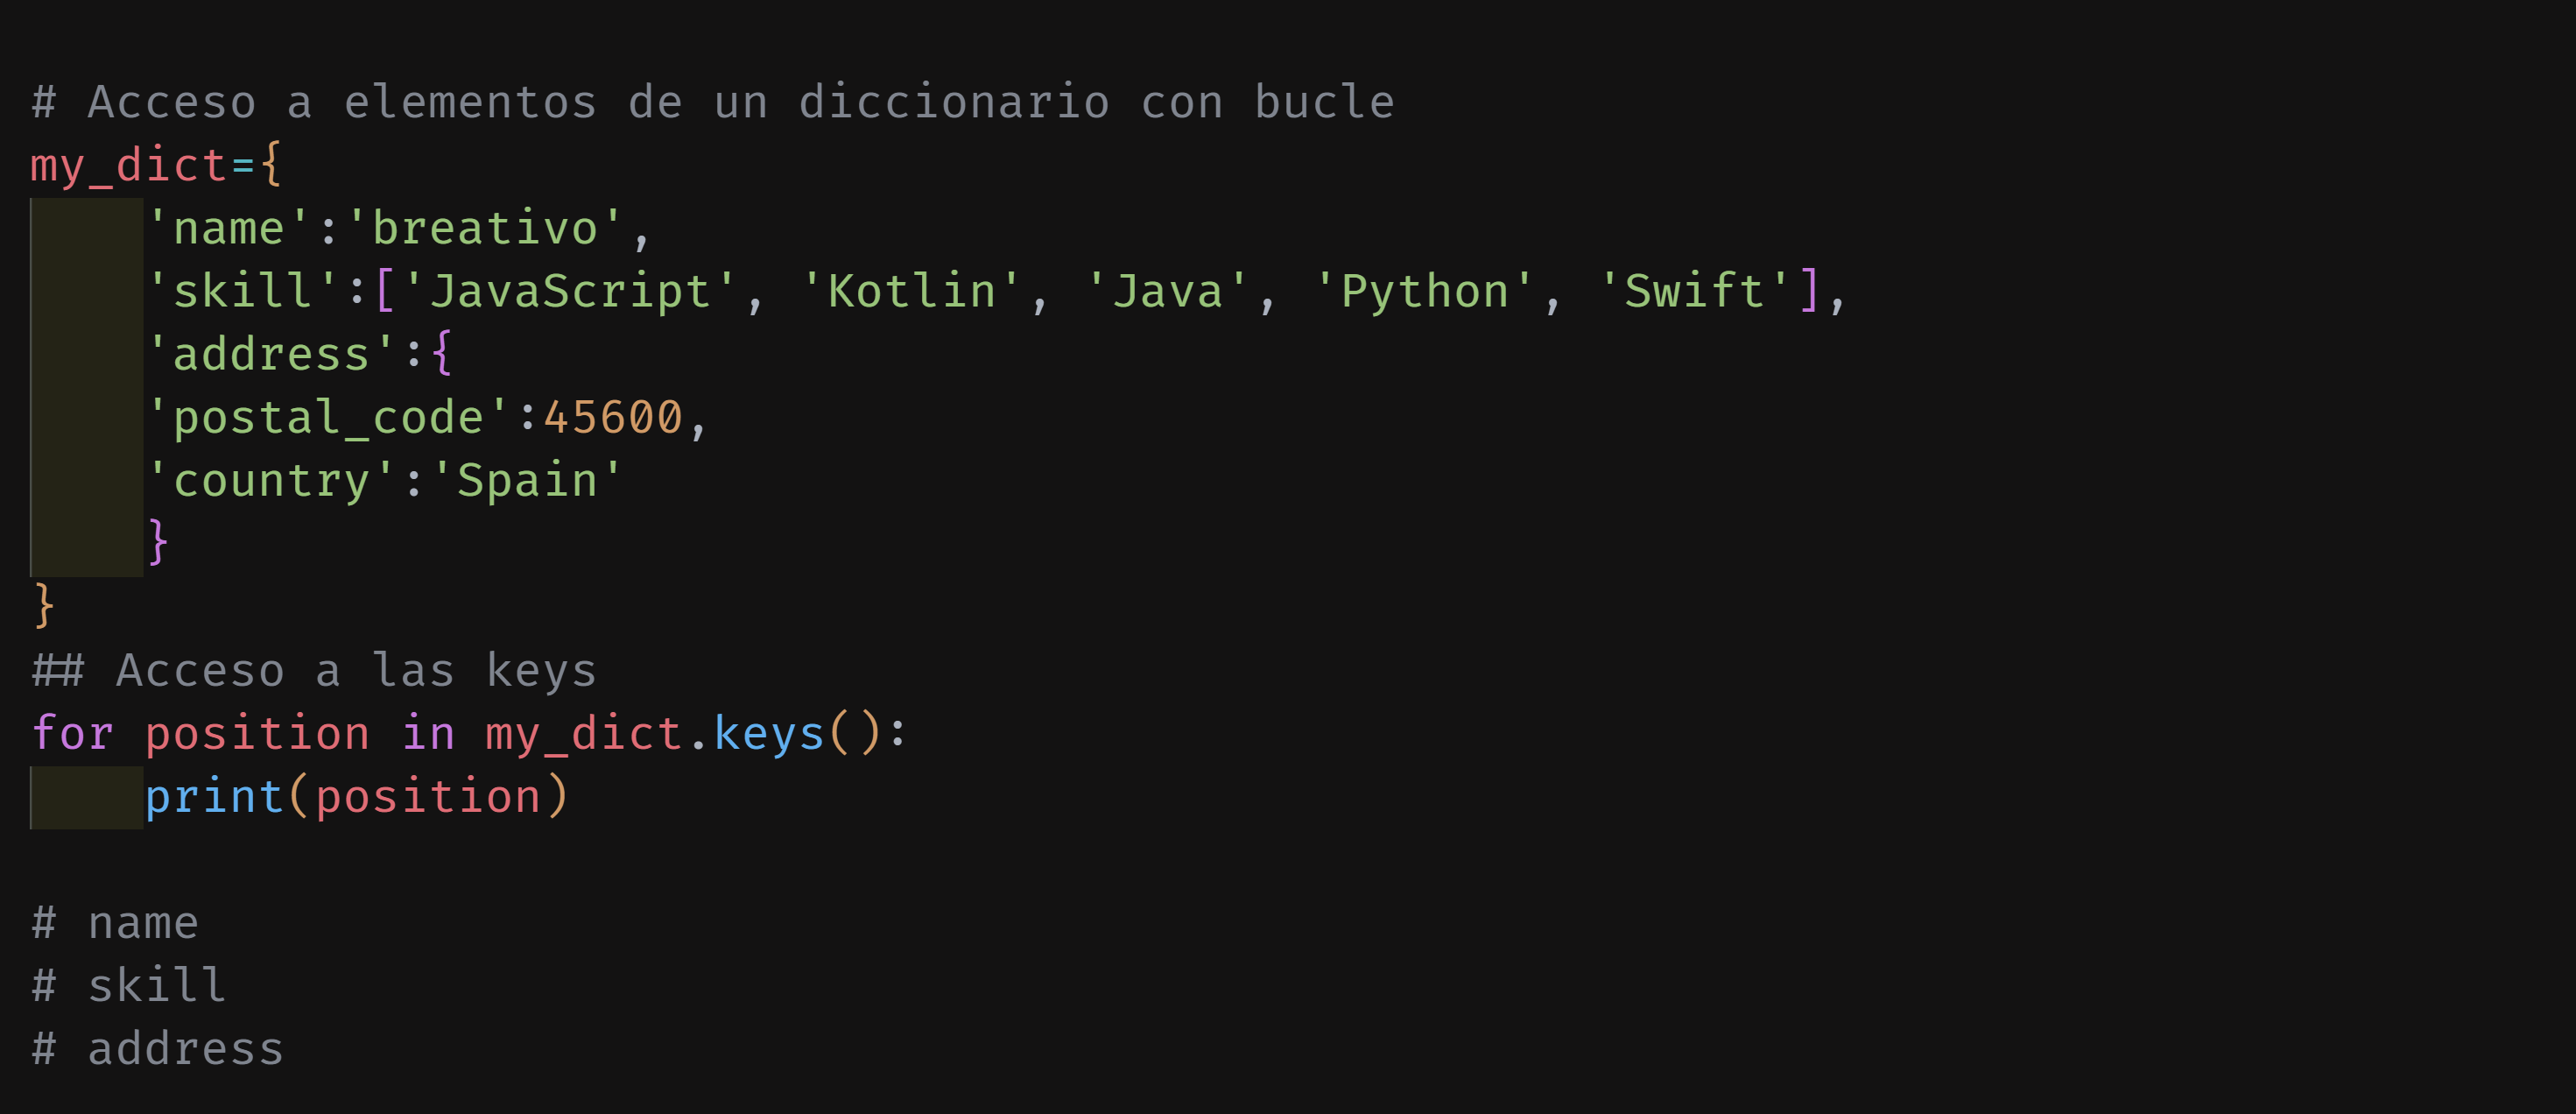 # Acceso a elementos de un diccionario con bucle
my_dict={
    'name':'breativo',
    'skill':['JavaScript', 'Kotlin', 'Java', 'Python', 'Swift'],
    'address':{
    'postal_code':45600,
    'country':'Spain'
    }
}
## Acceso a las keys
for position in my_dict.keys():
    print(position)

# name
# skill
# address